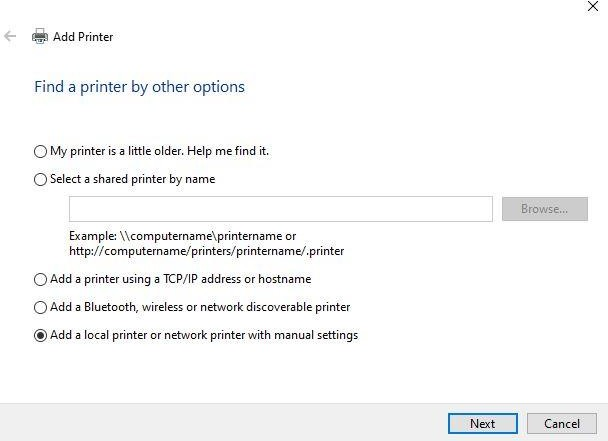 Add Printer
Find a printer by other options
My printer is a little older. Help me find it.
Select a shared printer by name
Browse...
Example: \\computername\printername or
http://computername/printers/printername/.printer
Add a printer using a TCP/IP address or hostname
Add a Bluetooth, wireless or network discoverable printer
Add a local printer or network printer with manual settings
Next
Cancel